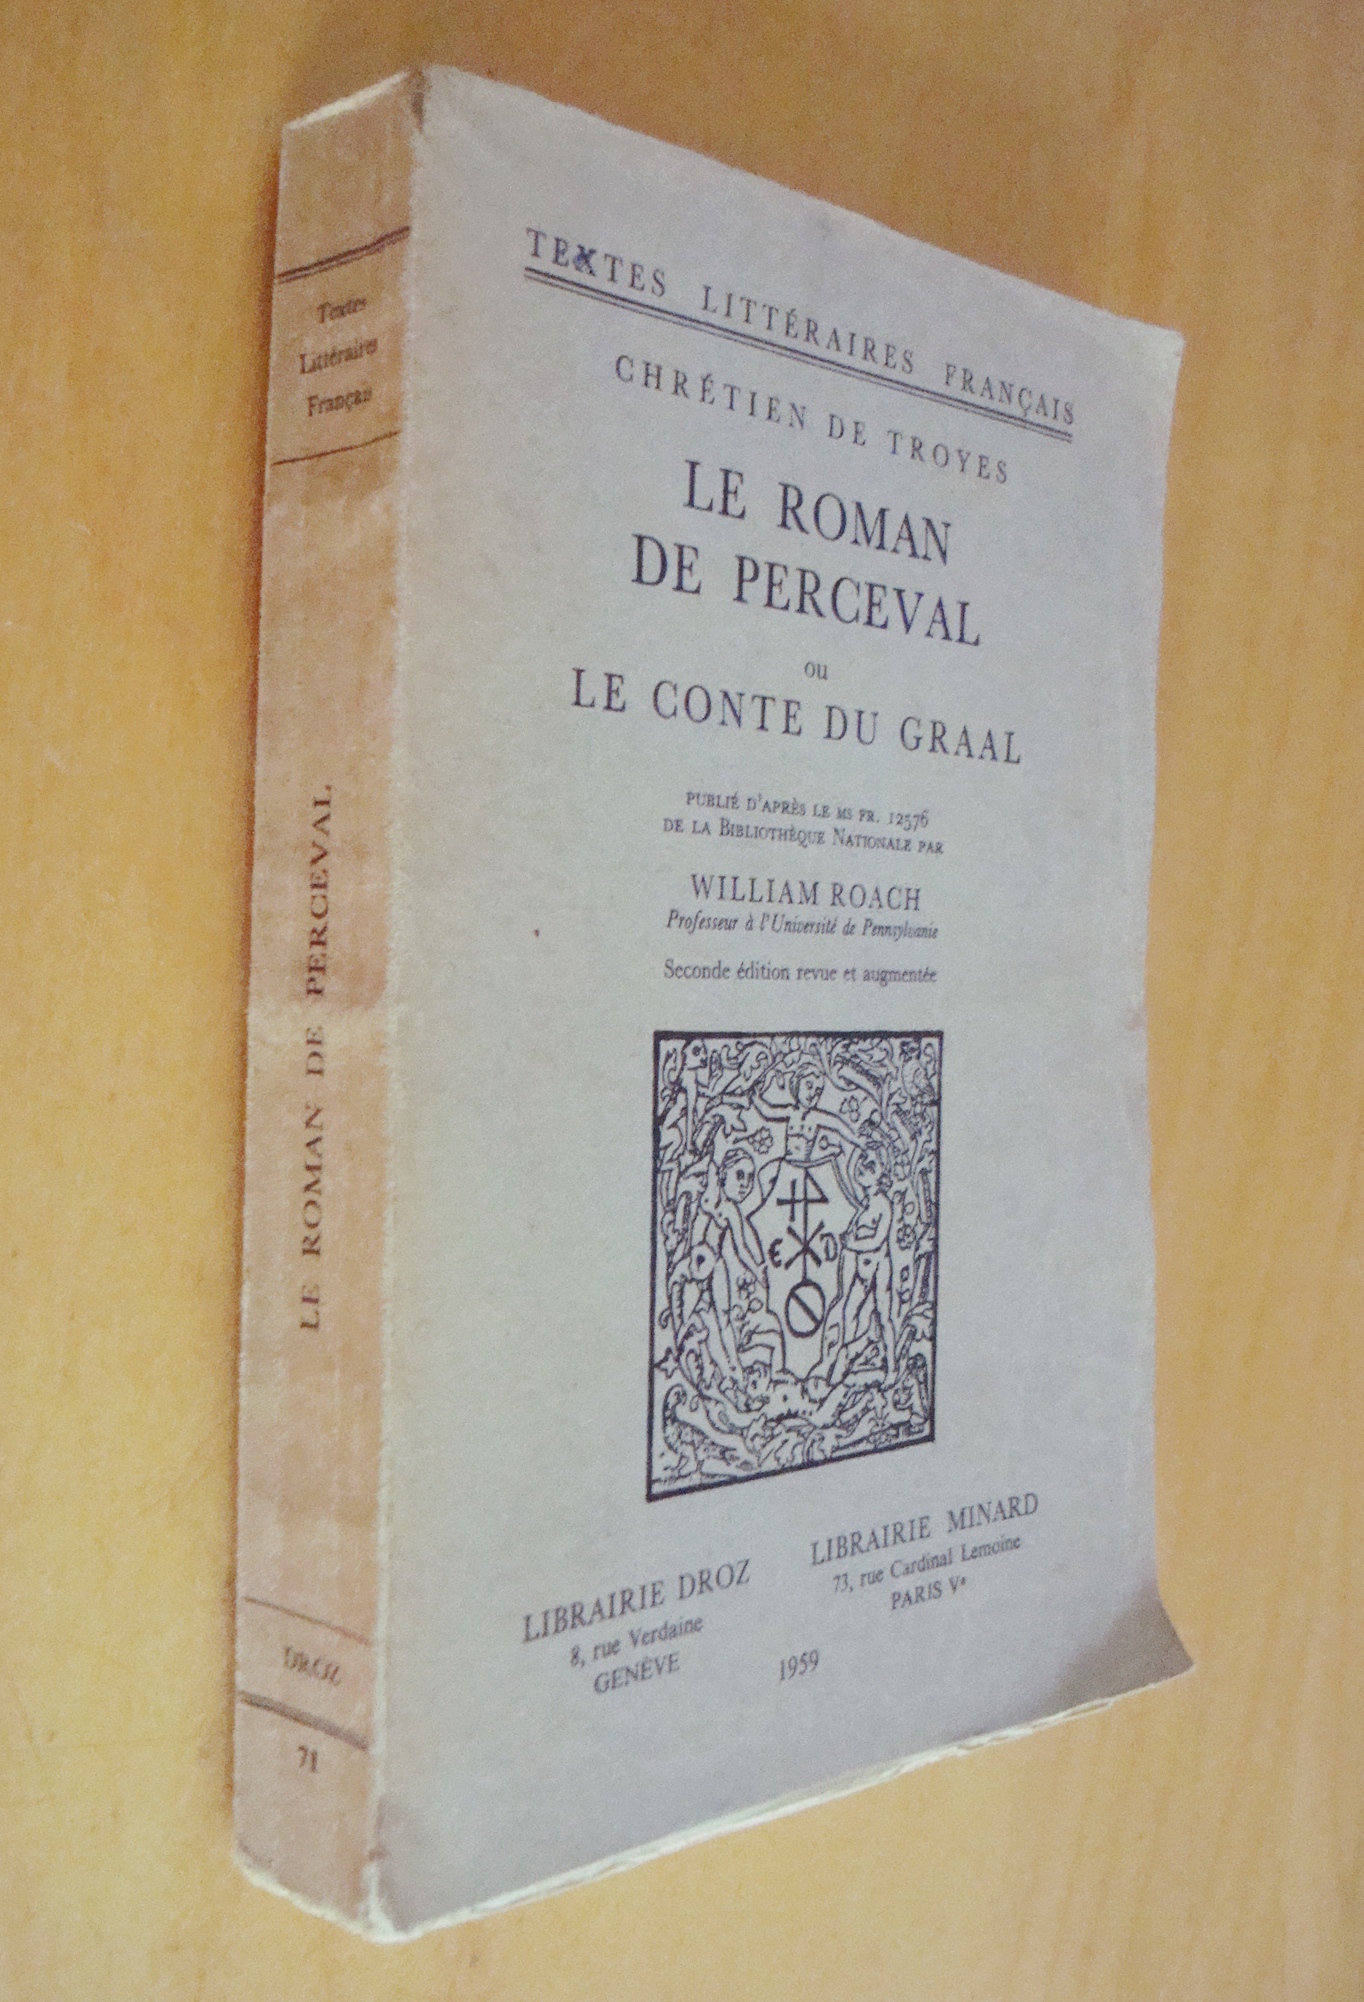 Textes
Littéraires
Français
LE ROMAN DE PERCEVAL
DROZ
71
TEXTES LITTÉRAIRES FRANÇAIS
CHRÉTIEN DE TROYES
LE ROMAN
DE PERCEVAL
ou
LE CONTE DU GRAAL
PUBLIÉ D'APRÈS LE MS FR. 12576
DE LA BIBLIOTHÈQUE NATIONALE PAR
WILLIAM ROACH
Professeur à l'Université de Pennsylvanie
Seconde édition revue et augmentée
E D
LIBRAIRIE DROZ
8, rue Verdaine
GENÈVE
LIBRAIRIE MINARD
73, rue Cardinal Lemoine
PARIS Ve
1959